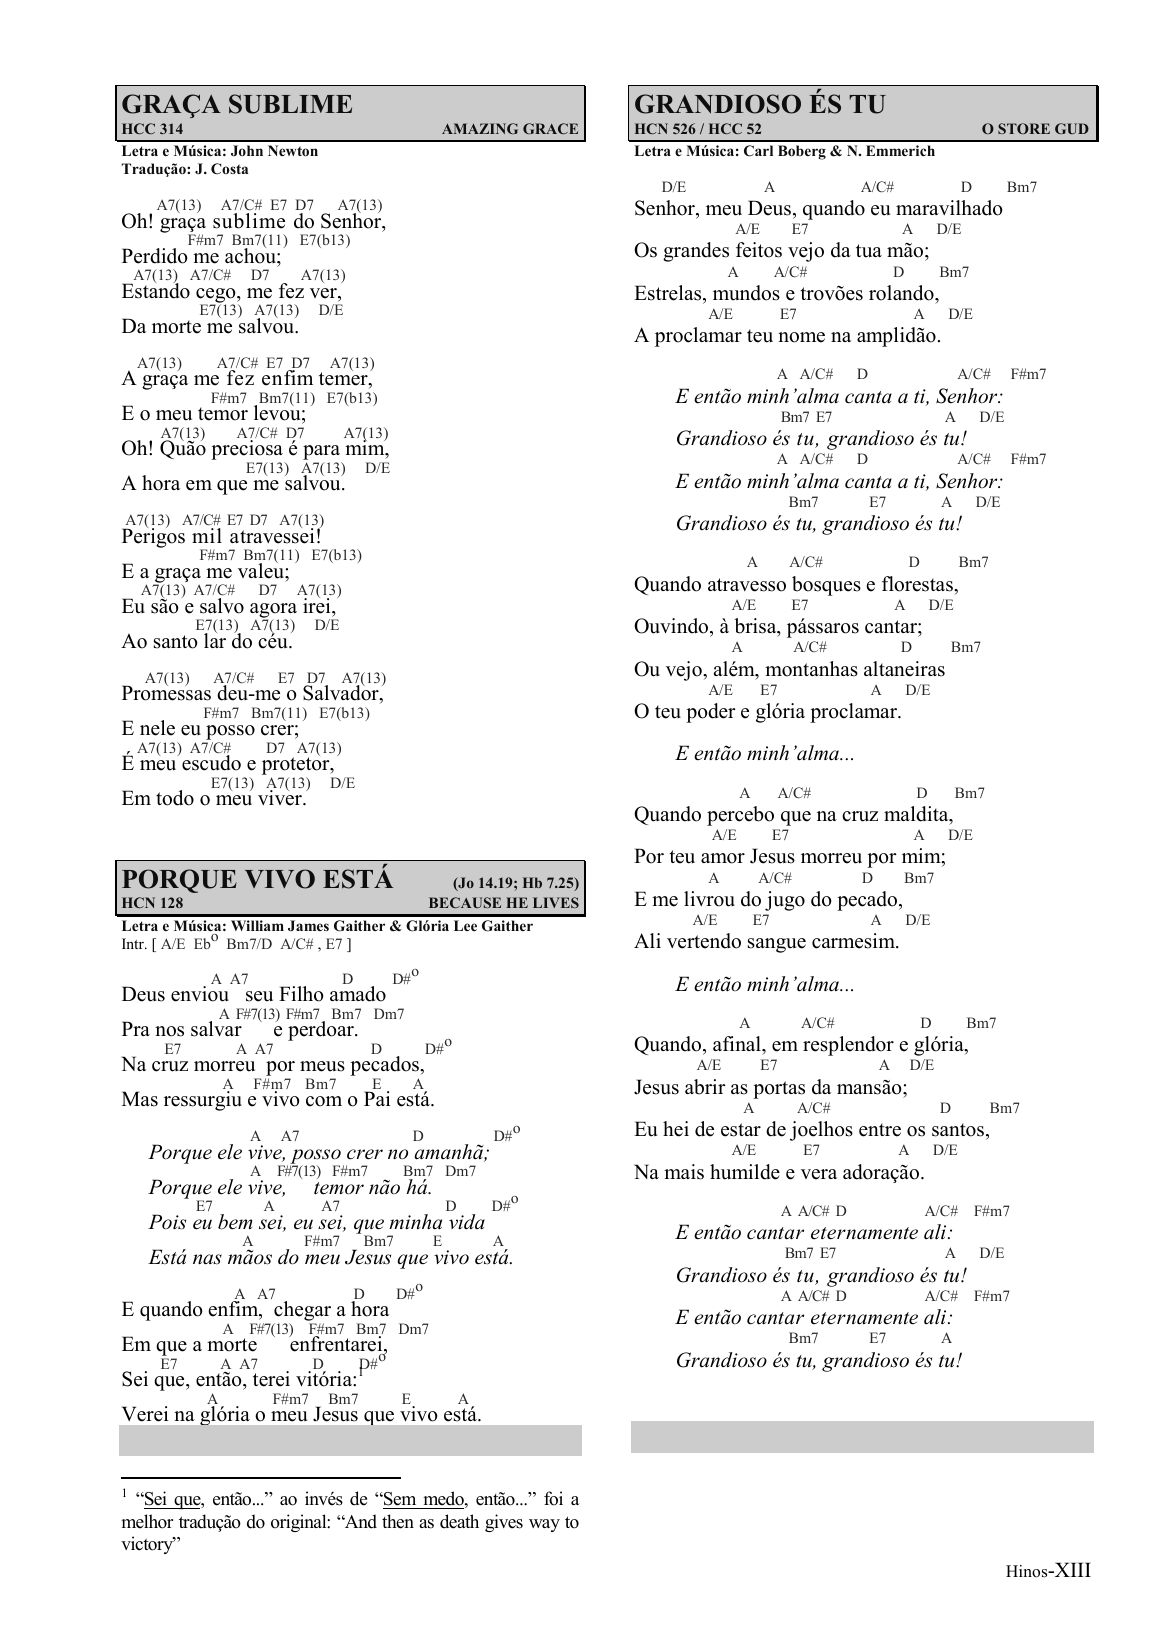 GRAÇA SUBLIME
HCC 314 AMAZING GRACE
Letra e Música: John Newton
Tradução: J. Costa
A7(13) A7/C# E7 D7 A7(13)
Oh! graça sublime do Senhor,
F#m7 Bm7(11) E7(b13)
Perdido me achou;
A7(13) A7/C# D7 A7(13)
Estando cego, me fez ver,
E7(13) A7(13) D/E
Da morte me salvou.
A7(13) A7/C# E7 D7 A7(13)
A graça me fez enfim temer,
F#m7 Bm7(11) E7(b13)
E o meu temor levou;
A7(13) A7/C# D7 A7(13)
Oh! Quão preciosa é para mim,
E7(13) A7(13) D/E
A hora em que me salvou.
A7(13) A7/C# E7 D7 A7(13)
Perigos mil atravessei!
F#m7 Bm7(11) E7(b13)
E a graça me valeu;
A7(13) A7/C# D7 A7(13)
Eu são e salvo agora irei,
E7(13) A7(13) D/E
Ao santo lar do céu.
A7(13) A7/C# E7 D7 A7(13)
Promessas deu-me o Salvador,
F#m7 Bm7(11) E7(b13)
E nele eu posso crer;
A7(13) A7/C# D7 A7(13)
É meu escudo e protetor,
E7(13) A7(13) D/E
Em todo o meu viver.
PORQUE VIVO ESTÁ (Jo 14.19; Hb 7.25)
HCN 128 BECAUSE HE LIVES
Letra e Música: William James Gaither & Glória Lee Gaither
Intr. [ A/E Ebº Bm7/D A/C# , E7 ]
A A7 D D#º
Deus enviou seu Filho amado
A F#7(13) F#m7 Bm7 Dm7
Pra nos salvar e perdoar.
E7 A A7 D D#º
Na cruz morreu por meus pecados,
A F#m7 Bm7 E A
Mas ressurgiu e vivo com o Pai está.
A A7 D D#º
Porque ele vive, posso crer no amanhã;
A F#7(13) F#m7 Bm7 Dm7
Porque ele vive, temor não há.
E7 A A7 D D#º
Pois eu bem sei, eu sei, que minha vida
A F#m7 Bm7 E A
Está nas mãos do meu Jesus que vivo está.
A A7 D D#º
E quando enfim, chegar a hora
A F#7(13) F#m7 Bm7 Dm7
Em que a morte enfrentarei,
E7 A A7 D D#º
Sei que, então, terei vitória:1
A F#m7 Bm7 E A
Verei na glória o meu Jesus que vivo está.
1 “Sei que, então...” ao invés de “Sem medo, então...” foi a
melhor tradução do original: “And then as death gives way to
victory”
GRANDIOSO ÉS TU
HCN 526 / HCC 52 O STORE GUD
Letra e Música: Carl Boberg & N. Emmerich
D/E A A/C# D Bm7
Senhor, meu Deus, quando eu maravilhado
A/E E7 A D/E
Os grandes feitos vejo da tua mão;
A A/C# D Bm7
Estrelas, mundos e trovões rolando,
A/E E7 A D/E
A proclamar teu nome na amplidão.
A A/C# D A/C# F#m7
E então minh’alma canta a ti, Senhor:
Bm7 E7 A D/E
Grandioso és tu, grandioso és tu!
A A/C# D A/C# F#m7
E então minh’alma canta a ti, Senhor:
Bm7 E7 A D/E
Grandioso és tu, grandioso és tu!
A A/C# D Bm7
Quando atravesso bosques e florestas,
A/E E7 A D/E
Ouvindo, à brisa, pássaros cantar;
A A/C# D Bm7
Ou vejo, além, montanhas altaneiras
A/E E7 A D/E
O teu poder e glória proclamar.
E então minh’alma...
A A/C# D Bm7
Quando percebo que na cruz maldita,
A/E E7 A D/E
Por teu amor Jesus morreu por mim;
A A/C# D Bm7
E me livrou do jugo do pecado,
A/E E7 A D/E
Ali vertendo sangue carmesim.
E então minh’alma...
A A/C# D Bm7
Quando, afinal, em resplendor e glória,
A/E E7 A D/E
Jesus abrir as portas da mansão;
A A/C# D Bm7
Eu hei de estar de joelhos entre os santos,
A/E E7 A D/E
Na mais humilde e vera adoração.
A A/C# D A/C# F#m7
E então cantar eternamente ali:
Bm7 E7 A D/E
Grandioso és tu, grandioso és tu!
A A/C# D A/C# F#m7
E então cantar eternamente ali:
Bm7 E7 A
Grandioso és tu, grandioso és tu!
Hinos-XIII